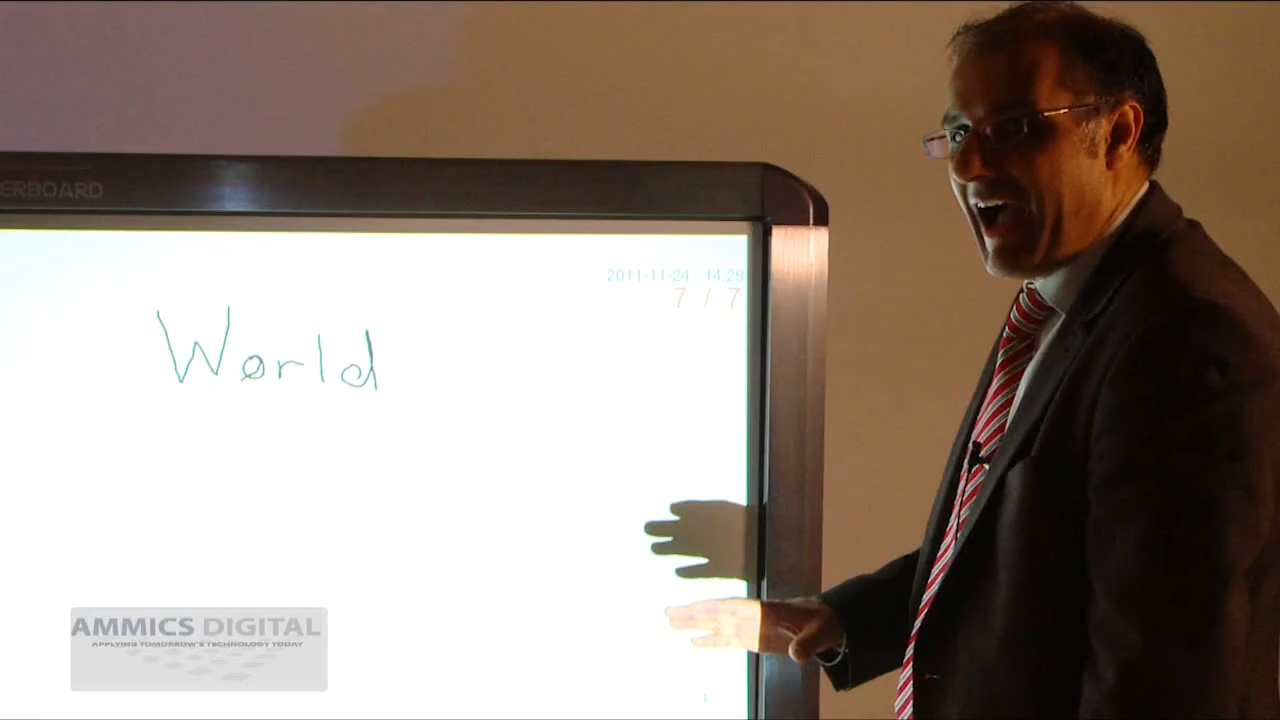 ERBOARD
2011-11-24 14.29
7 / 7
World
AMMICS DIGITAL
APPLYING TOMORROW'S TECHNOLOGY TODAY